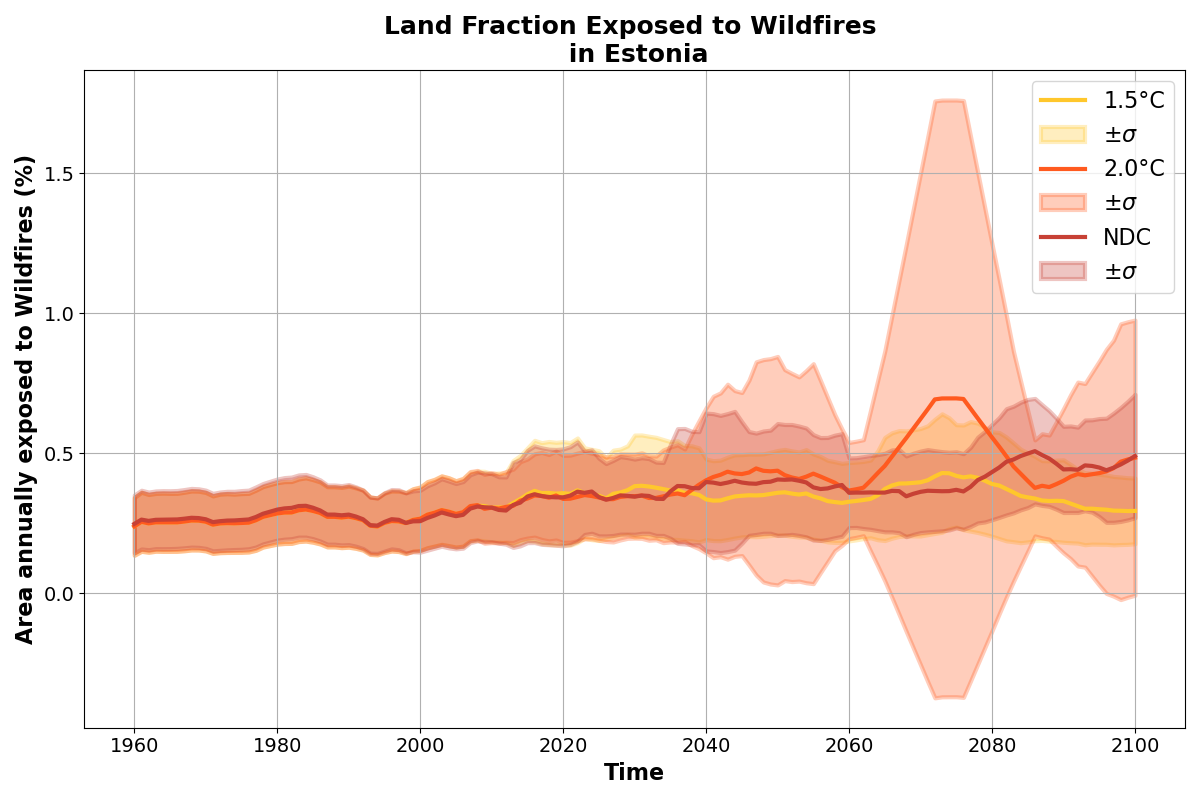 Land Fraction Exposed to Wildfires
in Estonia
Area annually exposed to Wildfires (%)
1.5
1.0
0.5
0.0
1960
1980
2000
2020
2040
2060
2080
2100
Time
1.5°C
±σ
2.0°C
±σ
NDC
±σ